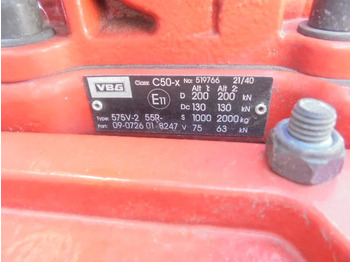 VBG Class: C50-X No: 519766 21/40
Alt 1: Alt 2:
E11 D 200 200 kN
Dc 130 130 kN
Type: 575V-2 55R- S 1000 2000 kg
Part: 09-0726 01-8247 V 75 63 kN